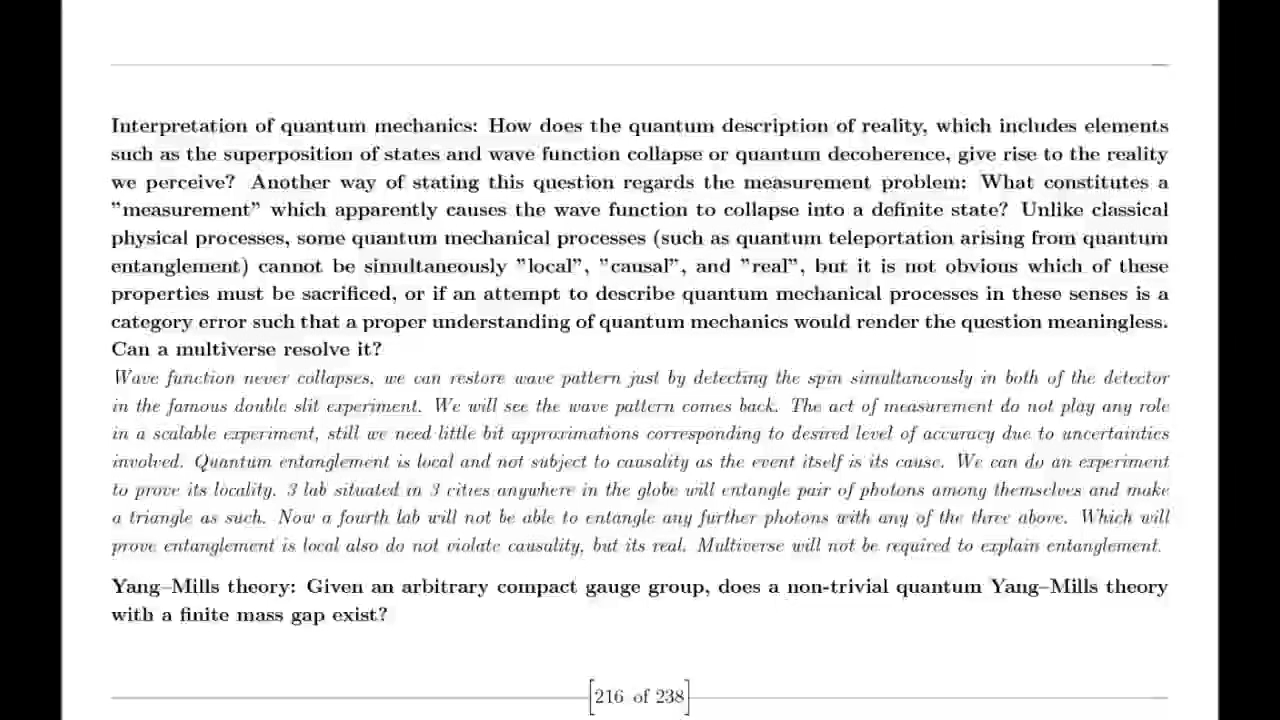 Interpretation of quantum mechanics: How does the quantum description of reality, which includes elements
such as the superposition of states and wave function collapse or quantum decoherence, give rise to the reality
we perceive? Another way of stating this question regards the measurement problem: What constitutes a
”measurement” which apparently causes the wave function to collapse into a definite state? Unlike classical
physical processes, some quantum mechanical processes (such as quantum teleportation arising from quantum
entanglement) cannot be simultaneously ”local”, ”causal”, and ”real”, but it is not obvious which of these
properties must be sacrificed, or if an attempt to describe quantum mechanical processes in these senses is a
category error such that a proper understanding of quantum mechanics would render the question meaningless.
Can a multiverse resolve it?
Wave function never collapses, we can restore wave pattern just by detecting the spin simultaneously in both of the detector
in the famous double slit experiment. We will see the wave pattern comes back. The act of measurement do not play any role
in a scalable experiment, still we need little bit approximations corresponding to desired level of accuracy due to uncertainties
involved. Quantum entanglement is local and not subject to causality as the event itself is its cause. We can do an experiment
to prove its locality. 3 lab situated in 3 cities anywhere in the globe will entangle pair of photons among themselves and make
a triangle as such. Now a fourth lab will not be able to entangle any further photons with any of the three above. Which will
prove entanglement is local also do not violate causality, but its real. Multiverse will not be required to explain entanglement.
Yang–Mills theory: Given an arbitrary compact gauge group, does a non-trivial quantum Yang–Mills theory
with a finite mass gap exist?
[216 of 238]